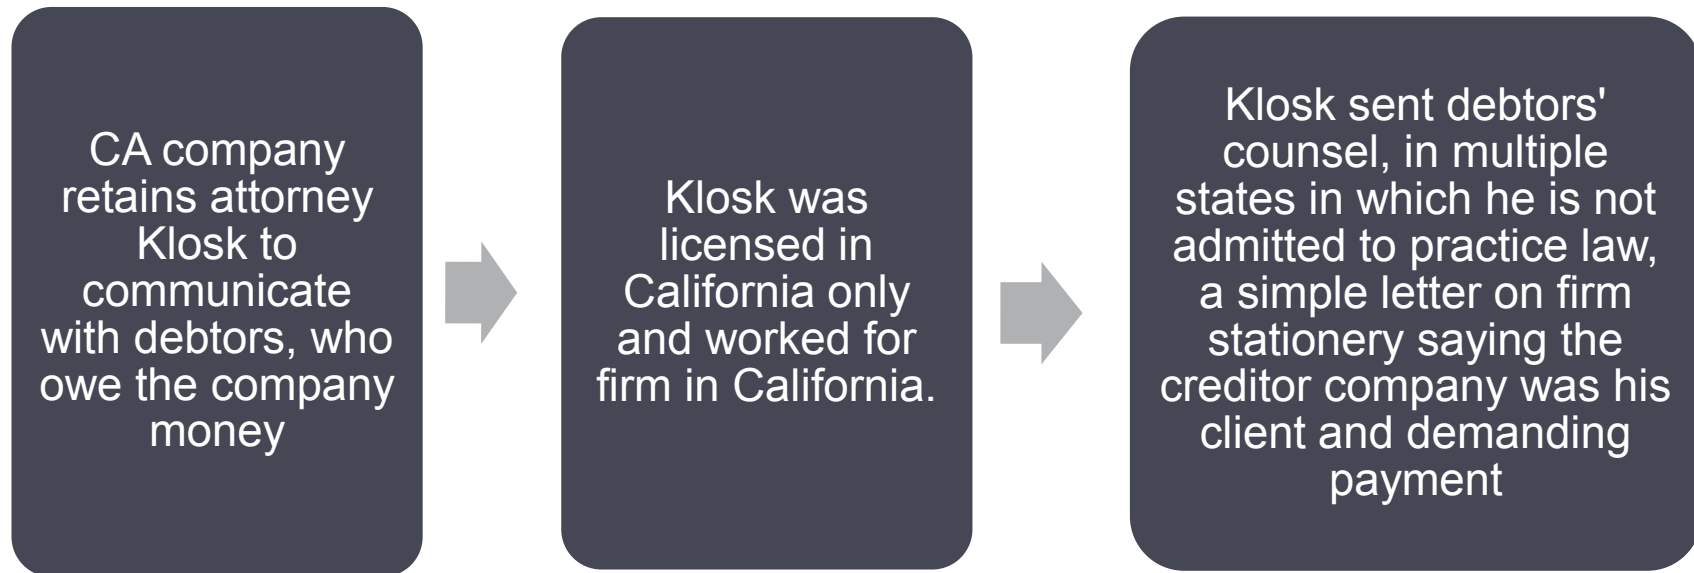 CA company
retains attorney
Klosk to
communicate
with debtors, who
owe the company
money
Klosk was
licensed in
California only
and worked for
firm in California.
Klosk sent debtors'
counsel, in multiple
states in which he is not
admitted to practice law,
a simple letter on firm
stationery saying the
creditor company was his
client and demanding
payment